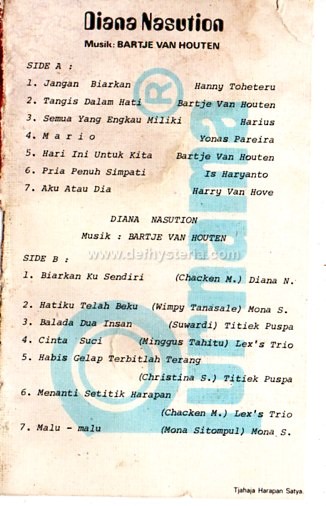 Diana Nasution
Musik: BARTJE VAN HOUTEN
SIDE A :
1. Jangan Biarkan Hanny Toheteru
2. Tangis Dalam Hati Bartje Van Houten
3. Semua Yang Engkau Miliki Harius
4. M a r i o Yonas Pareira
5. Hari Ini Untuk Kita Bartje Van Houten
6. Pria Penuh Simpati Is Haryanto
7. Aku Atau Dia Harry Van Hove
DIANA NASUTION
Musik : BARTJE VAN HOUTEN
www.defhysteria.com
SIDE B :
1. Biarkan Ku Sendiri (Chacken M.) Diana N.
2. Hatiku Telah Beku (Wimpy Tanasale) Mona S.
3. Balada Dua Insan (Suwardi) Titiek Puspa
4. Cinta Suci (Minggus Tahitu) Lex's Trio
5. Habis Gelap Terbitlah Terang
(Christina S.) Titiek Puspa
6. Menanti Setitik Harapan
(Chacken M.) Lex's Trio
7. Malu - malu (Mona Sitompul) Mona S.
Tjahaja Harapan Satya